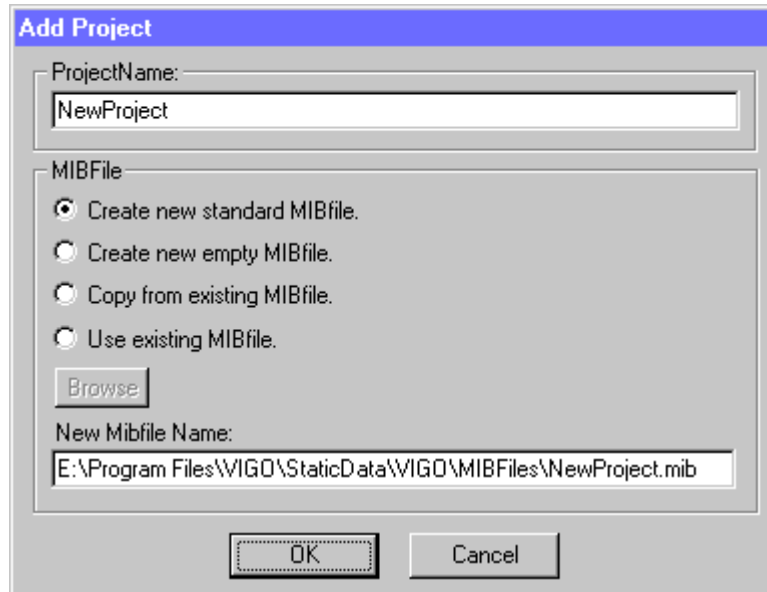 Add Project
ProjectName:
NewProject
MIBFile
Create new standard MIBfile.
Create new empty MIBfile.
Copy from existing MIBfile.
Use existing MIBfile.
Browse
New Mibfile Name:
E:\Program Files\VIGO\StaticData\VIGO\MIBFiles\NewProject.mib
OK
Cancel